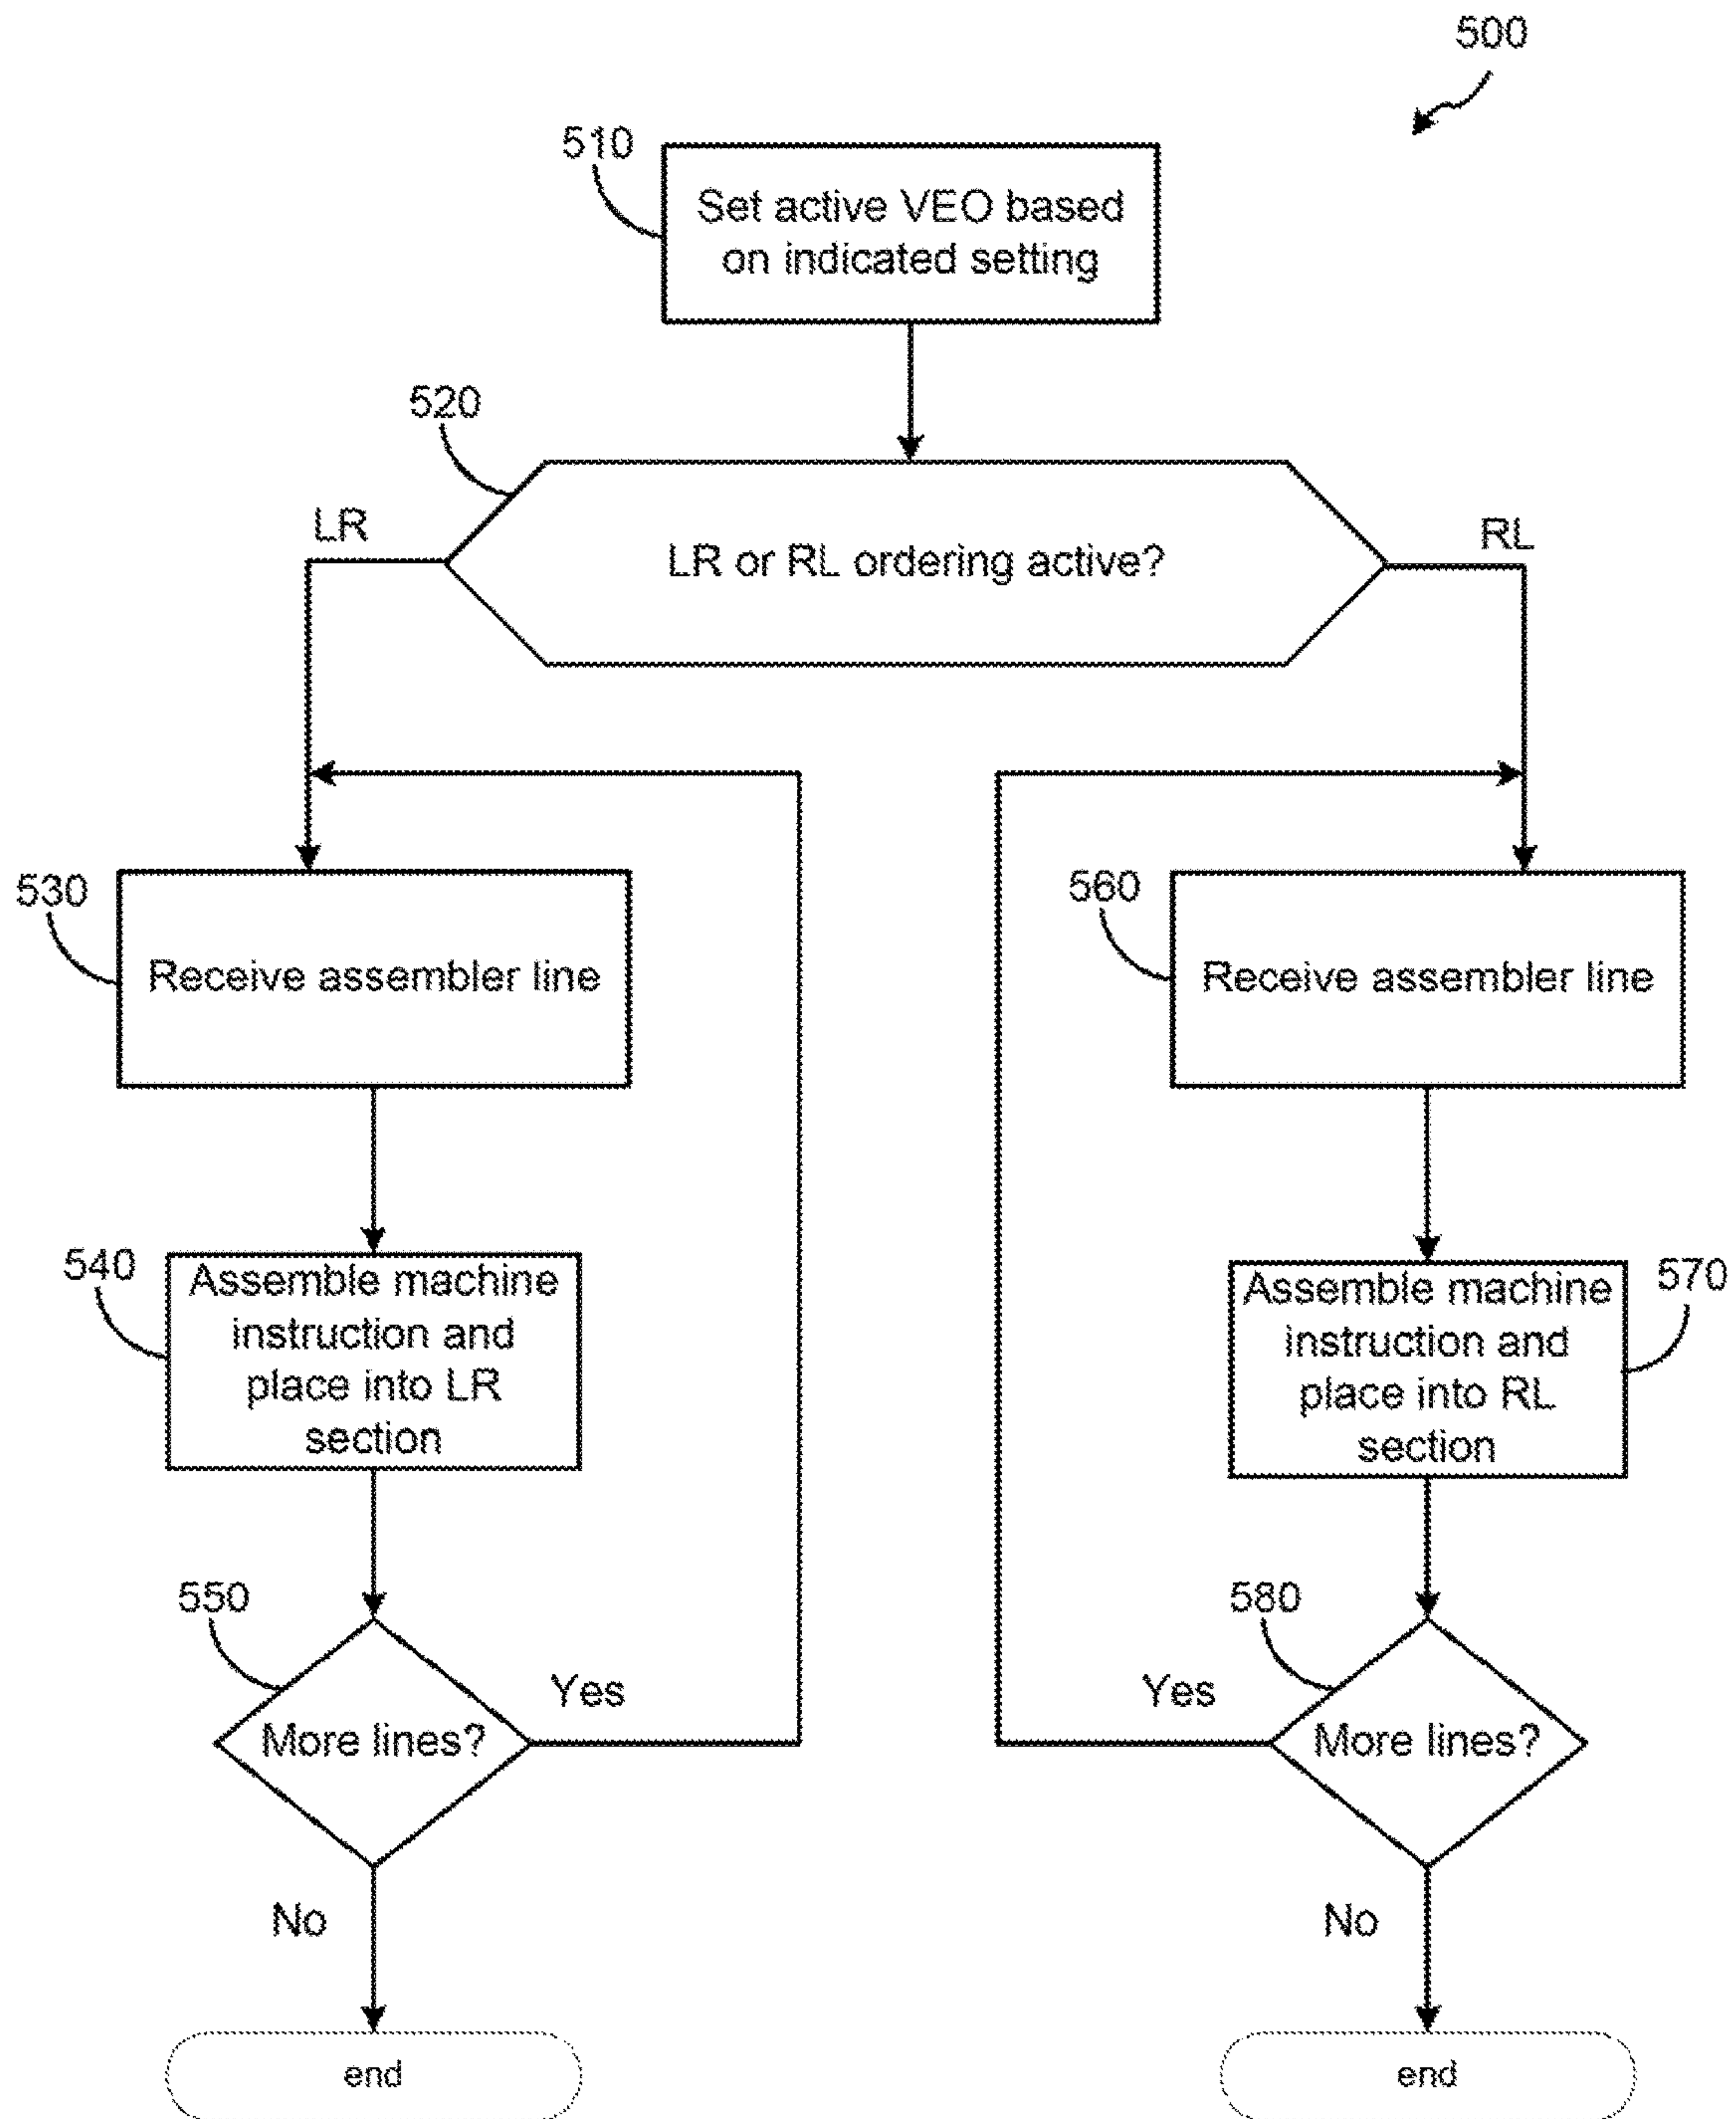 500
510
Set active VEO based
on indicated setting
520
LR
LR or RL ordering active?
RL
530
Receive assembler line
560
Receive assembler line
540
Assemble machine
instruction and
place into LR
section
570
Assemble machine
instruction and
place into RL
section
550
More lines?
Yes
580
Yes
More lines?
No
No
end
end